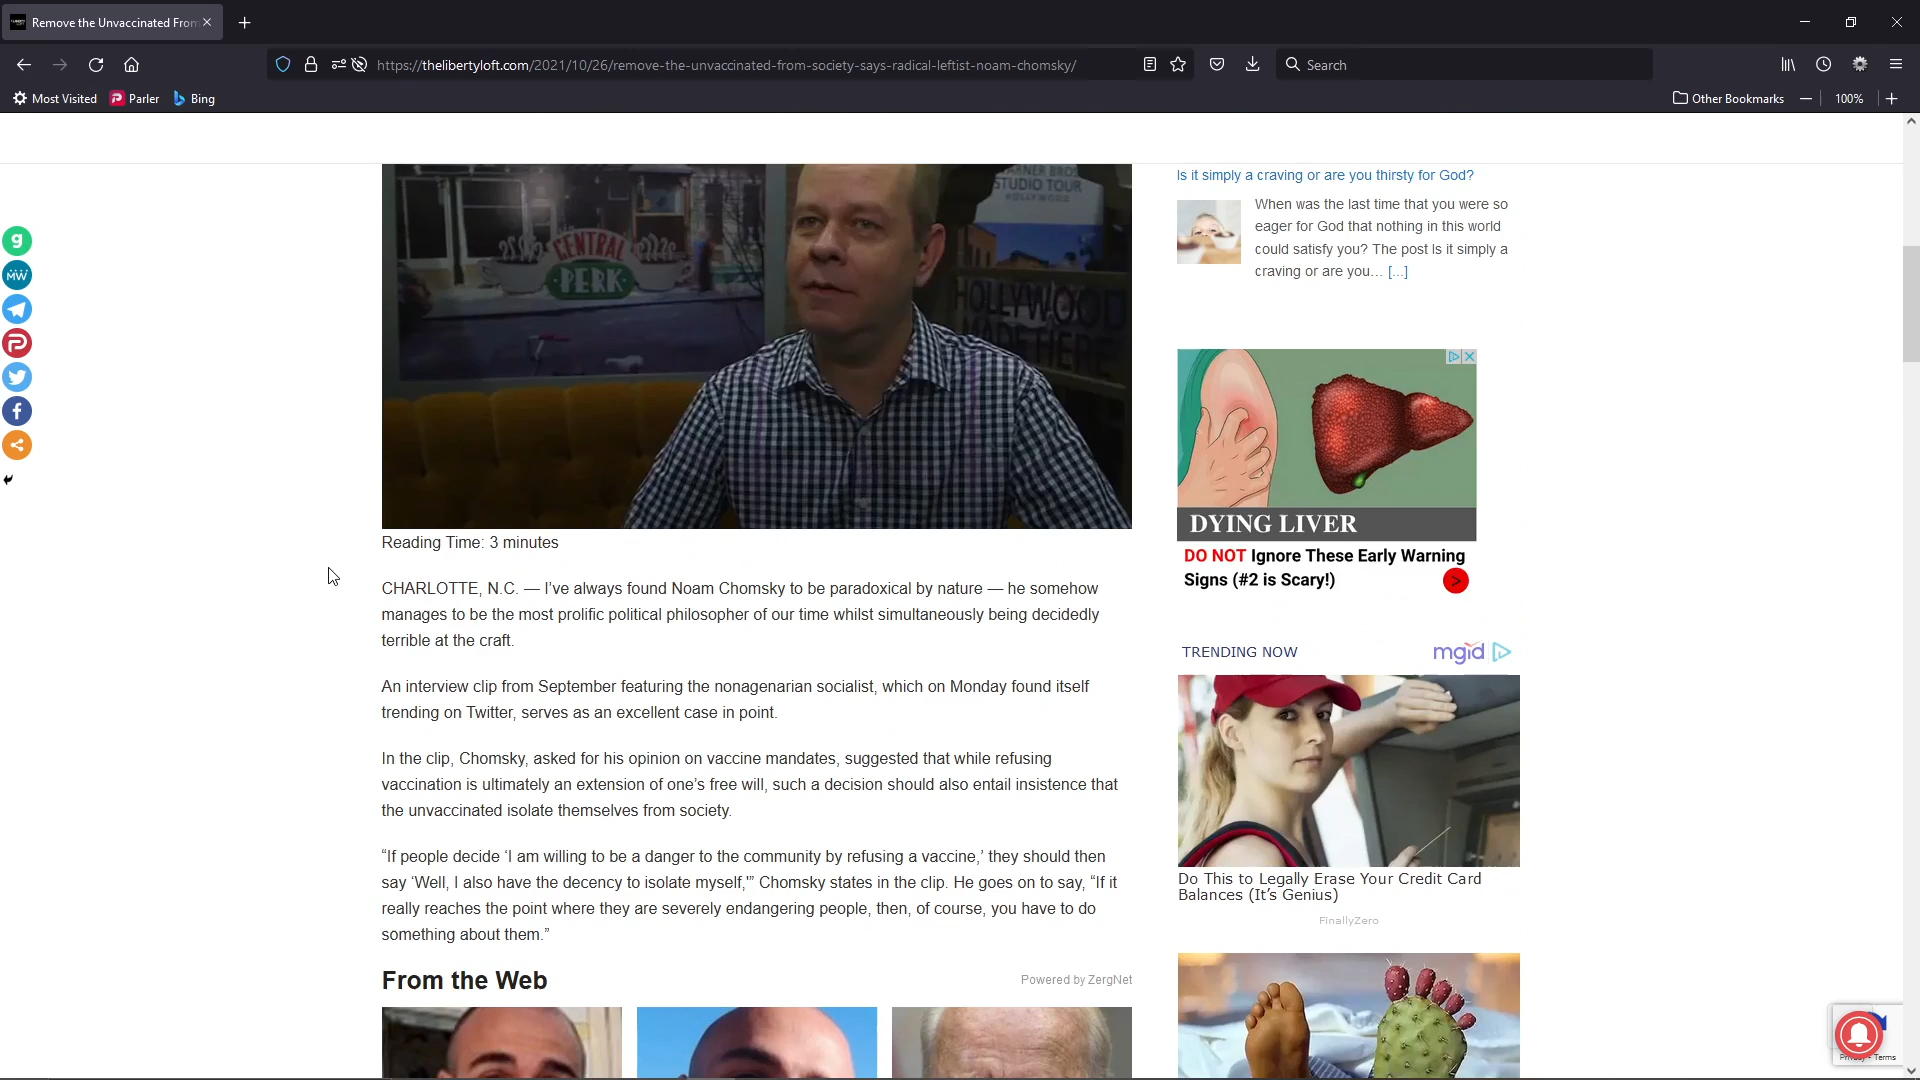 Remove the Unvaccinated From
https://thelibertyloft.com/2021/10/26/remove-the-unvaccinated-from-society-says-radical-leftist-noam-chomsky/
Search
Most Visited
Parler
Bing
Other Bookmarks
100%
CENTRAL
PERK
STUDIO TOUR
HOLLYWOOD
HOLLYWOOD
Reading Time: 3 minutes
CHARLOTTE, N.C. — I’ve always found Noam Chomsky to be paradoxical by nature — he somehow
manages to be the most prolific political philosopher of our time whilst simultaneously being decidedly
terrible at the craft.
An interview clip from September featuring the nonagenarian socialist, which on Monday found itself
trending on Twitter, serves as an excellent case in point.
In the clip, Chomsky, asked for his opinion on vaccine mandates, suggested that while refusing
vaccination is ultimately an extension of one’s free will, such a decision should also entail insistence that
the unvaccinated isolate themselves from society.
“If people decide ‘I am willing to be a danger to the community by refusing a vaccine,’ they should then
say ‘Well, I also have the decency to isolate myself,'” Chomsky states in the clip. He goes on to say, “If it
really reaches the point where they are severely endangering people, then, of course, you have to do
something about them.”
From the Web
Powered by ZergNet
Is it simply a craving or are you thirsty for God?
When was the last time that you were so
eager for God that nothing in this world
could satisfy you? The post Is it simply a
craving or are you… [...]
DYING LIVER
DO NOT Ignore These Early Warning
Signs (#2 is Scary!)
TRENDING NOW
mgid
Do This to Legally Erase Your Credit Card
Balances (It’s Genius)
FinallyZero
g
MW
Privacy - Terms